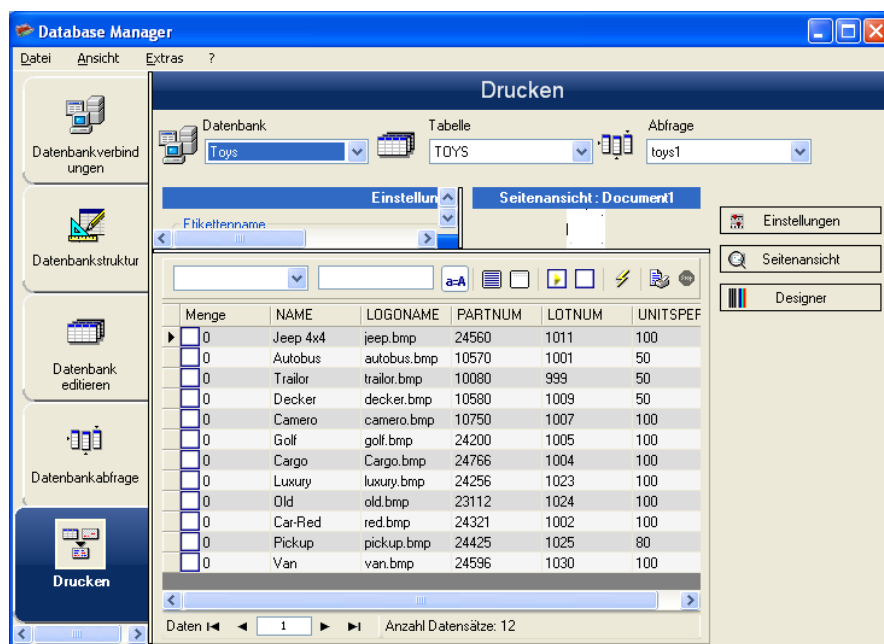 Database Manager
Datei Ansicht Extras ?
Drucken
Datenbankverbind
ungen
Datenbankstruktur
Datenbank
editieren
Datenbankabfrage
Drucken
Datenbank Tabelle Abfrage
Toys TOYS toys1
Einstellun
Etikettenname
Seitenansicht : Document1
Einstellungen
Seitenansicht
Designer
a=A
Menge NAME LOGONAME PARTNUM LOTNUM UNITSPER
0 Jeep 4x4 jeep.bmp 24560 1011 100
0 Autobus autobus.bmp 10570 1001 50
0 Trailor trailor.bmp 10080 999 50
0 Decker decker.bmp 10580 1009 50
0 Camero camero.bmp 10750 1007 100
0 Golf golf.bmp 24200 1005 100
0 Cargo Cargo.bmp 24766 1004 100
0 Luxury luxury.bmp 24256 1023 100
0 Old old.bmp 23112 1024 100
0 Car-Red red.bmp 24321 1002 100
0 Pickup pickup.bmp 24425 1025 80
0 Van van.bmp 24596 1030 100
Daten 1 Anzahl Datensätze: 12